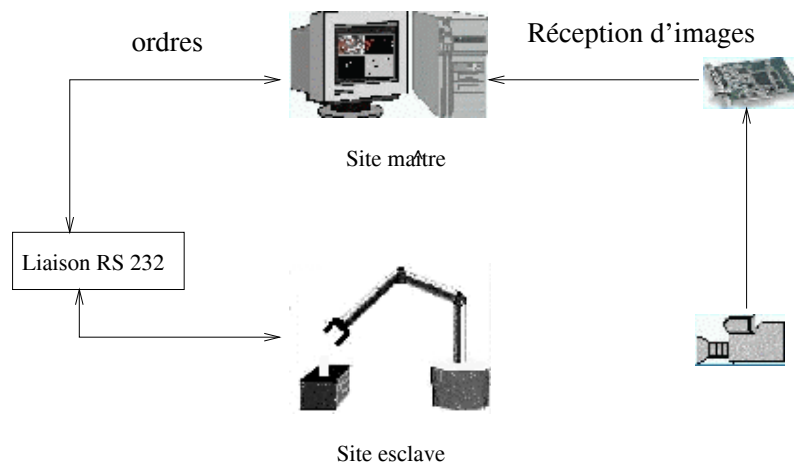 ordres
Réception d'images
Site maître
Liaison RS 232
Site esclave